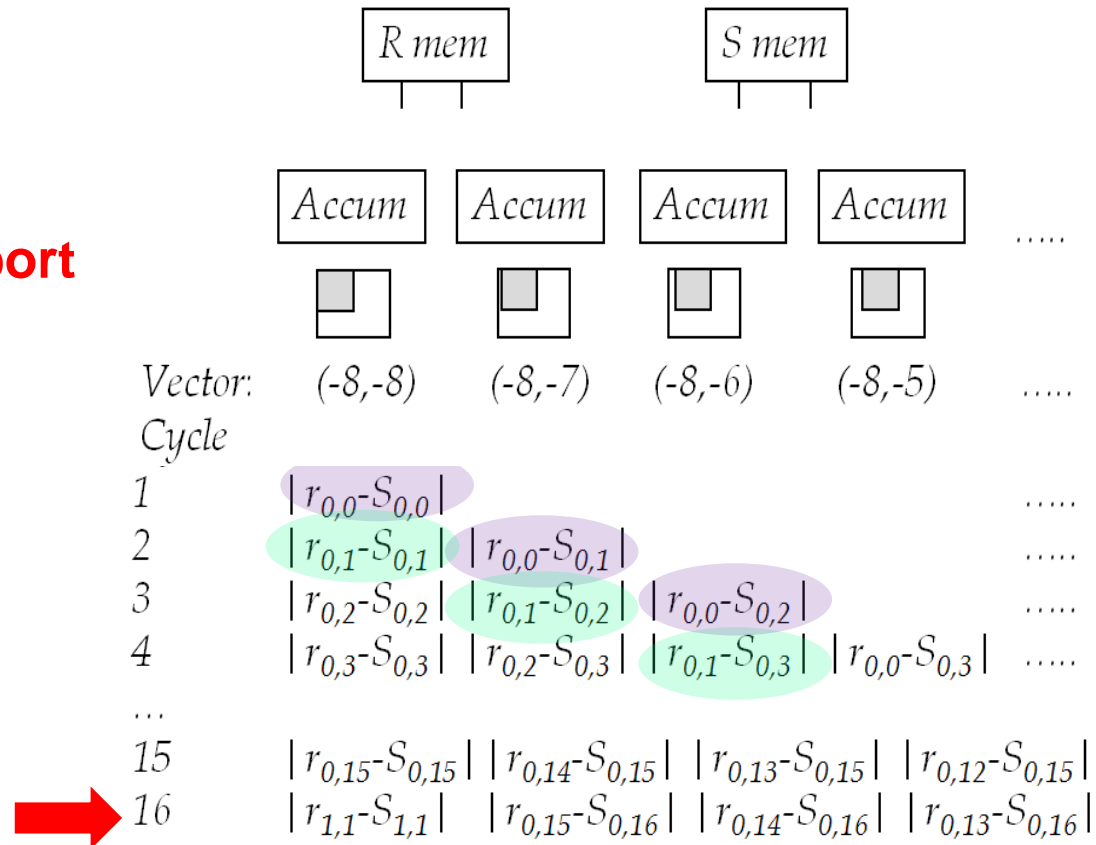 R mem S mem
Accum Accum Accum Accum .....
port
Vector: (-8,-8) (-8,-7) (-8,-6) (-8,-5) .....
Cycle
1 |r0,0-S0,0| .....
2 |r0,1-S0,1| |r0,0-S0,1| .....
3 |r0,2-S0,2| |r0,1-S0,2| |r0,0-S0,2| .....
4 |r0,3-S0,3| |r0,2-S0,3| |r0,1-S0,3| |r0,0-S0,3| .....
...
15 |r0,15-S0,15| |r0,14-S0,15| |r0,13-S0,15| |r0,12-S0,15|
16 |r1,1-S1,1| |r0,15-S0,16| |r0,14-S0,16| |r0,13-S0,16|